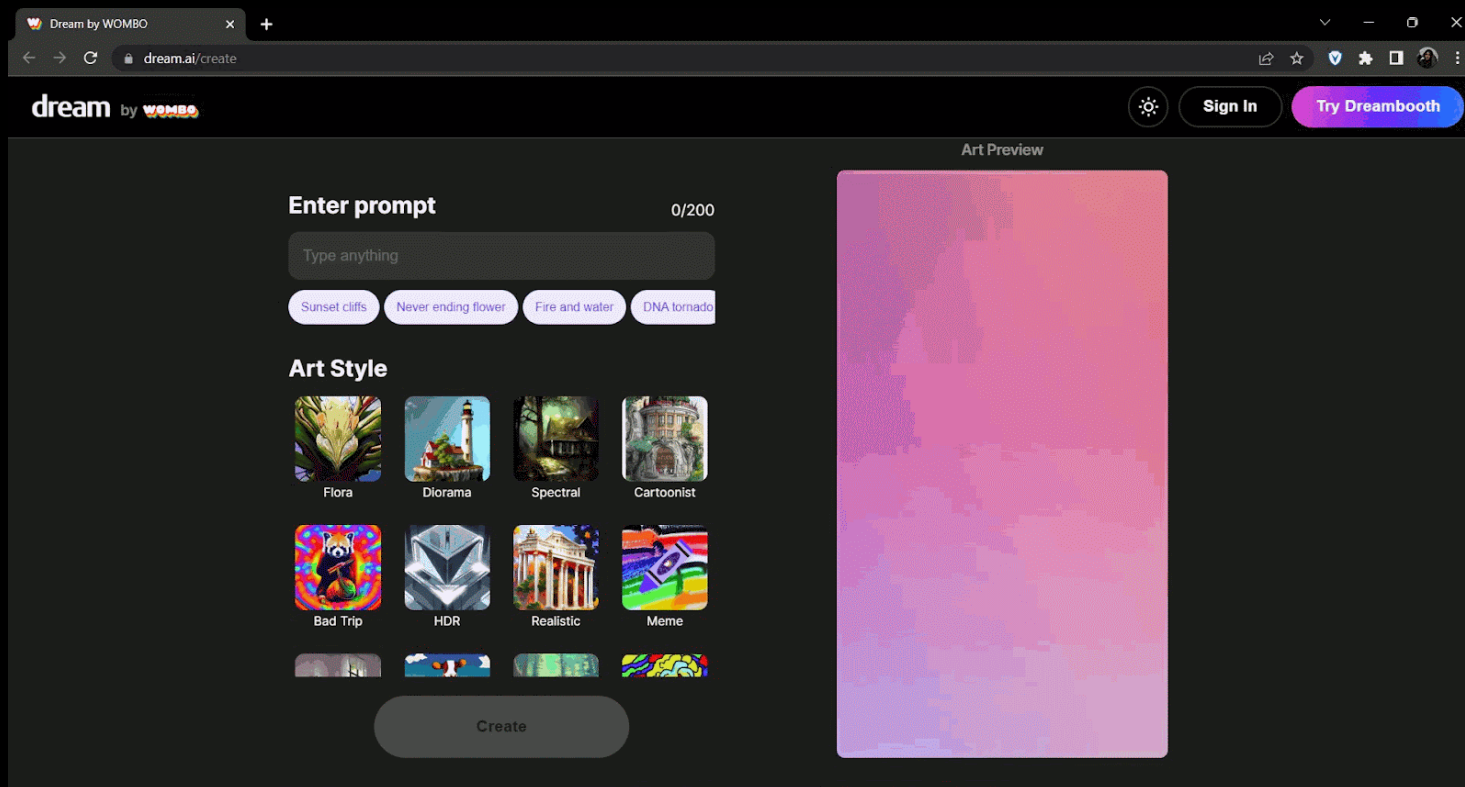 Dream by WOMBO
dream.ai/create
dream by WOMBO
Sign In
Try Dreambooth
Art Preview
Enter prompt
0/200
Type anything
Sunset cliffs
Never ending flower
Fire and water
DNA tornado
Art Style
Flora
Diorama
Spectral
Cartoonist
Bad Trip
HDR
Realistic
Meme
Create